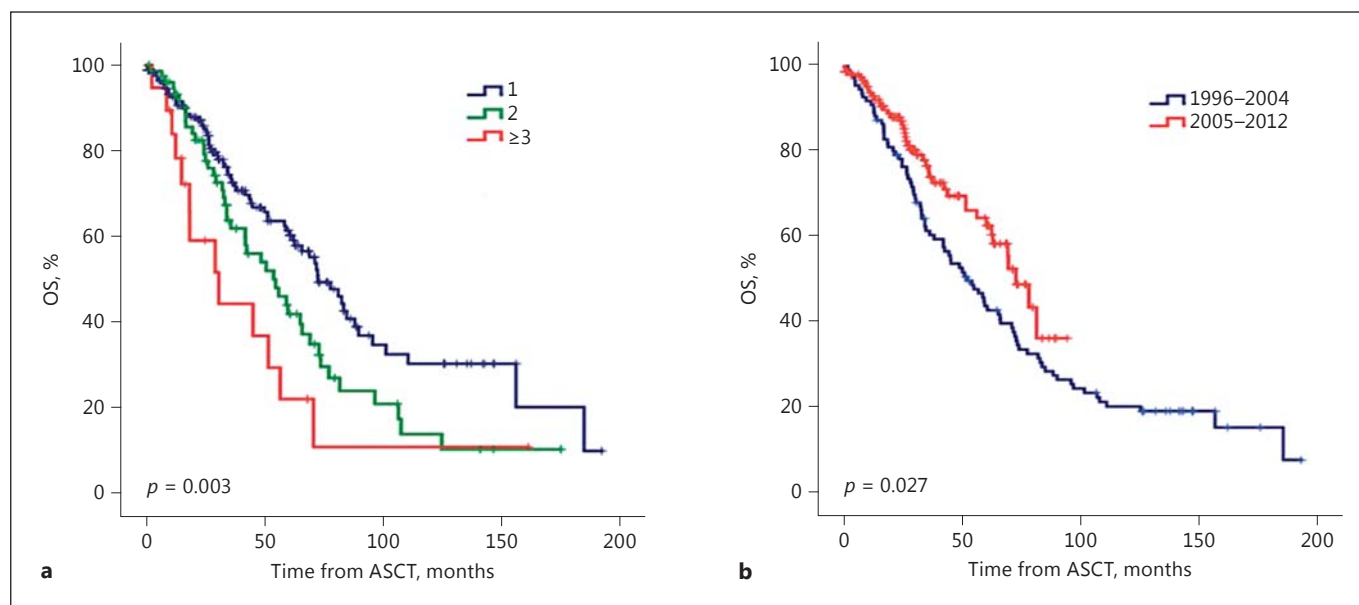 100
80
60
40
20
0
OS, %
1
2
≥3
p = 0.003
0 50 100 150 200
Time from ASCT, months
a
100
80
60
40
20
0
OS, %
1996–2004
2005–2012
p = 0.027
0 50 100 150 200
Time from ASCT, months
b